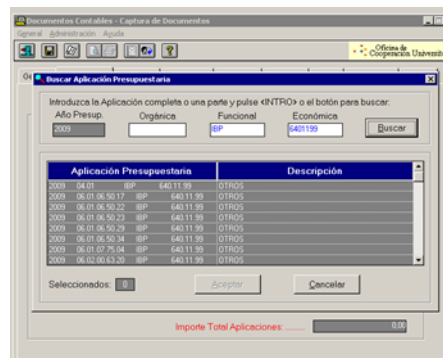 Documentos Contables - Captura de Documentos
General Administración Ayuda
Oficina de
Cooperación Universit
Buscar Aplicación Presupuestaria
Introduzca la Aplicación completa o una parte y pulse <INTRO> o el botón para buscar:
Año Presup. Orgánica Funcional Económica
2009 IBP 6401199 Buscar
Aplicación Presupuestaria Descripción
2009 04.01 IBP 640.11.99 OTROS
2009 06.01.06.50.17 IBP 640.11.99 OTROS
2009 06.01.06.50.22 IBP 640.11.99 OTROS
2009 06.01.06.50.23 IBP 640.11.99 OTROS
2009 06.01.06.50.29 IBP 640.11.99 OTROS
2009 06.01.06.50.34 IBP 640.11.99 OTROS
2009 06.01.07.75.04 IBP 640.11.99 OTROS
2009 06.02.00.63.20 IBP 640.11.99 OTROS
Seleccionados: 0 Aceptar Cancelar
Importe Total Aplicaciones: ........ 0,00